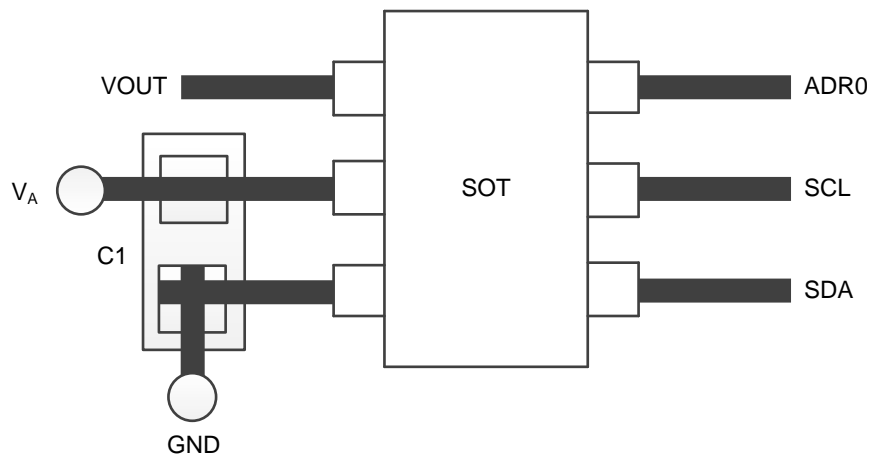 VOUT
ADR0
VA
SOT
SCL
C1
SDA
GND